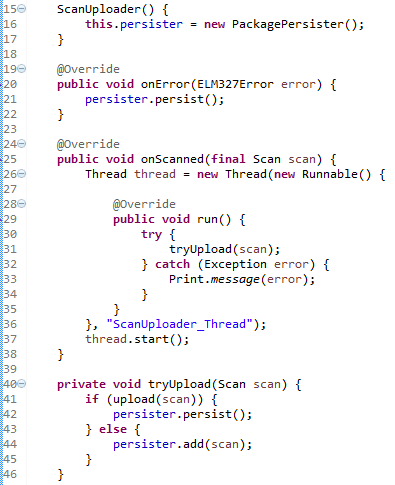 15 ScanUploader() {
16 this.persister = new PackagePersister();
17 }
18
19 @Override
20 public void onError(ELM327Error error) {
21 persister.persist();
22 }
23
24 @Override
25 public void onScanned(final Scan scan) {
26 Thread thread = new Thread(new Runnable() {
27
28 @Override
29 public void run() {
30 try {
31 tryUpload(scan);
32 } catch (Exception error) {
33 Print.message(error);
34 }
35 }
36 }, "ScanUploader_Thread");
37 thread.start();
38 }
39
40 private void tryUpload(Scan scan) {
41 if (upload(scan)) {
42 persister.persist();
43 } else {
44 persister.add(scan);
45 }
46 }